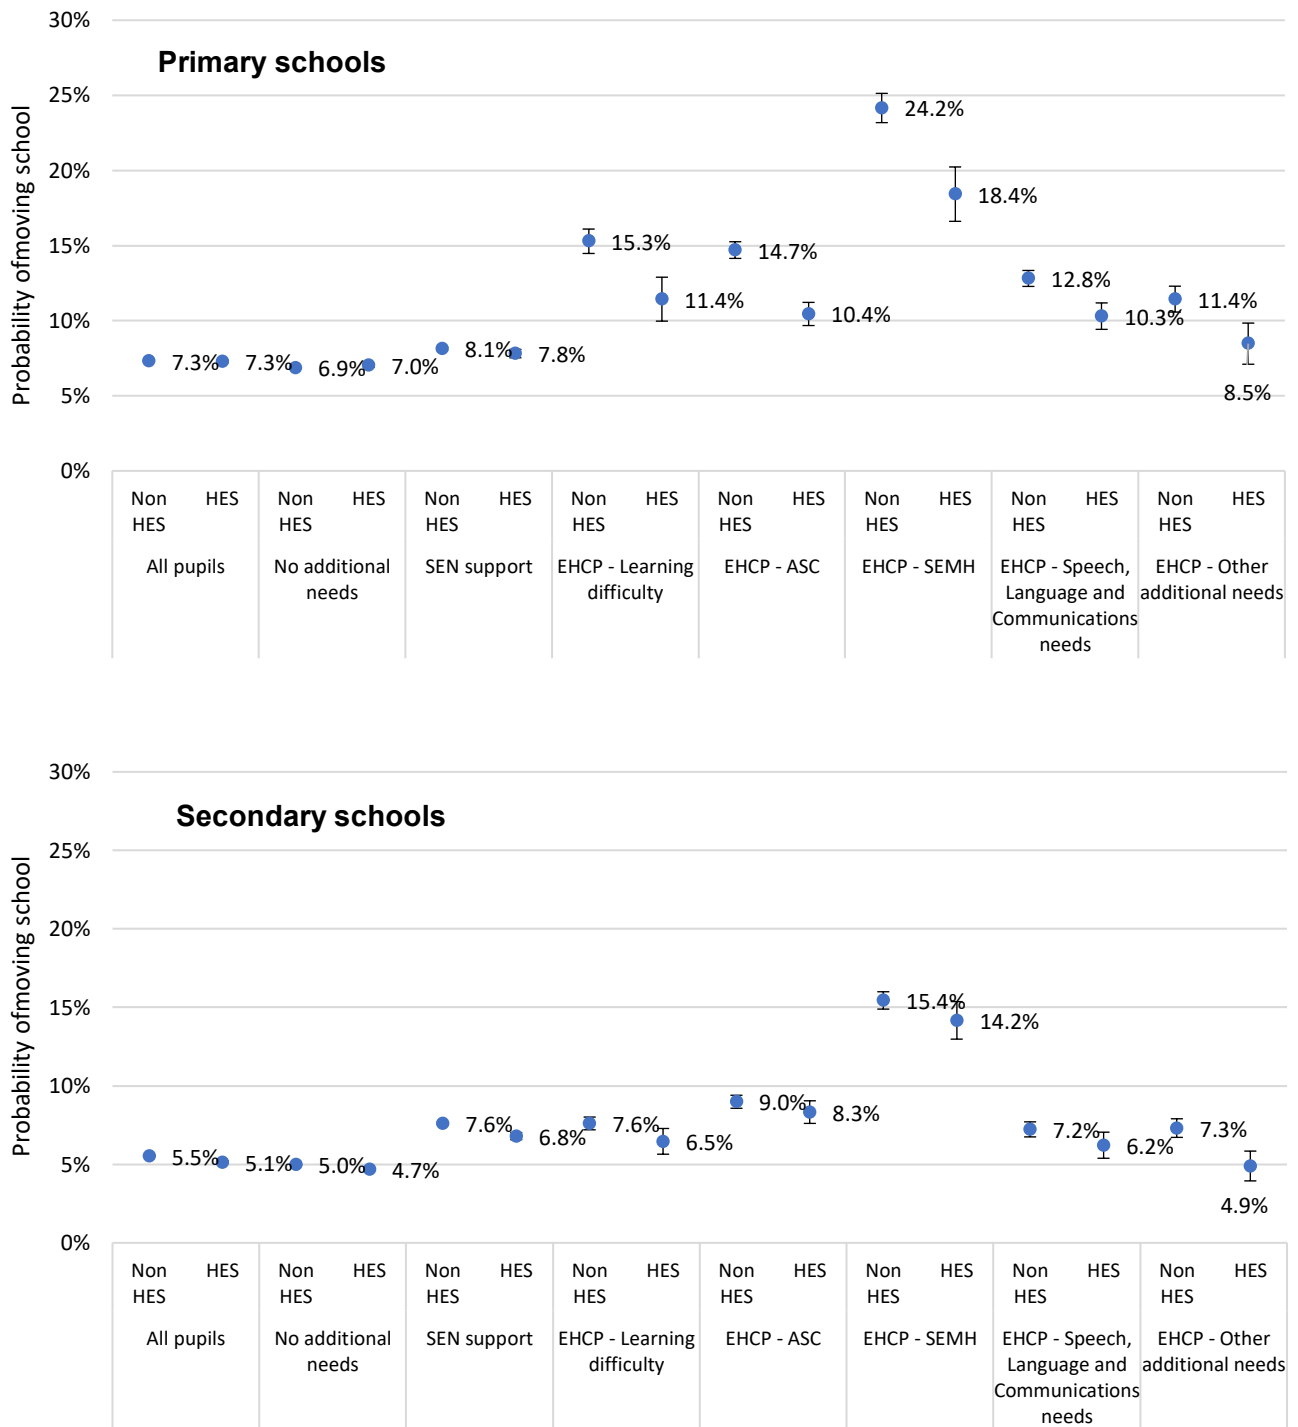 30%
Primary schools
25%
20%
15%
10%
5%
0%
Probability ofmoving school
7.3%
7.3%
6.9%
7.0%
8.1%
7.8%
15.3%
11.4%
14.7%
10.4%
24.2%
18.4%
12.8%
10.3%
11.4%
8.5%
Non HES Non HES Non HES Non HES Non HES Non HES Non HES Non HES
HES HES HES HES HES HES HES HES
All pupils No additional SEN support EHCP - Learning EHCP - ASC EHCP - SEMH EHCP - Speech, EHCP - Other
needs difficulty Language and additional needs
Communications
needs
30%
Secondary schools
25%
20%
15%
10%
5%
0%
Probability ofmoving school
5.5%
5.1%
5.0%
4.7%
7.6%
6.8%
7.6%
6.5%
9.0%
8.3%
15.4%
14.2%
7.2%
6.2%
7.3%
4.9%
Non HES Non HES Non HES Non HES Non HES Non HES Non HES Non HES
HES HES HES HES HES HES HES HES
All pupils No additional SEN support EHCP - Learning EHCP - ASC EHCP - SEMH EHCP - Speech, EHCP - Other
needs difficulty Language and additional needs
Communications
needs